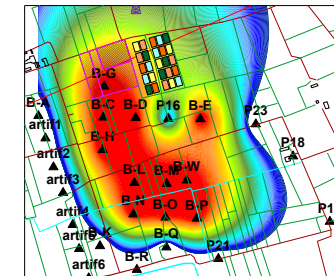 B-G
B-A
B-C B-D P16 B-E P23
artif1
B-H P18
artif2
artif3 B-L B-M B-W
B-N B-O B-P P1
artif4
artif5 B-K B-Q
B-R P21
artif6